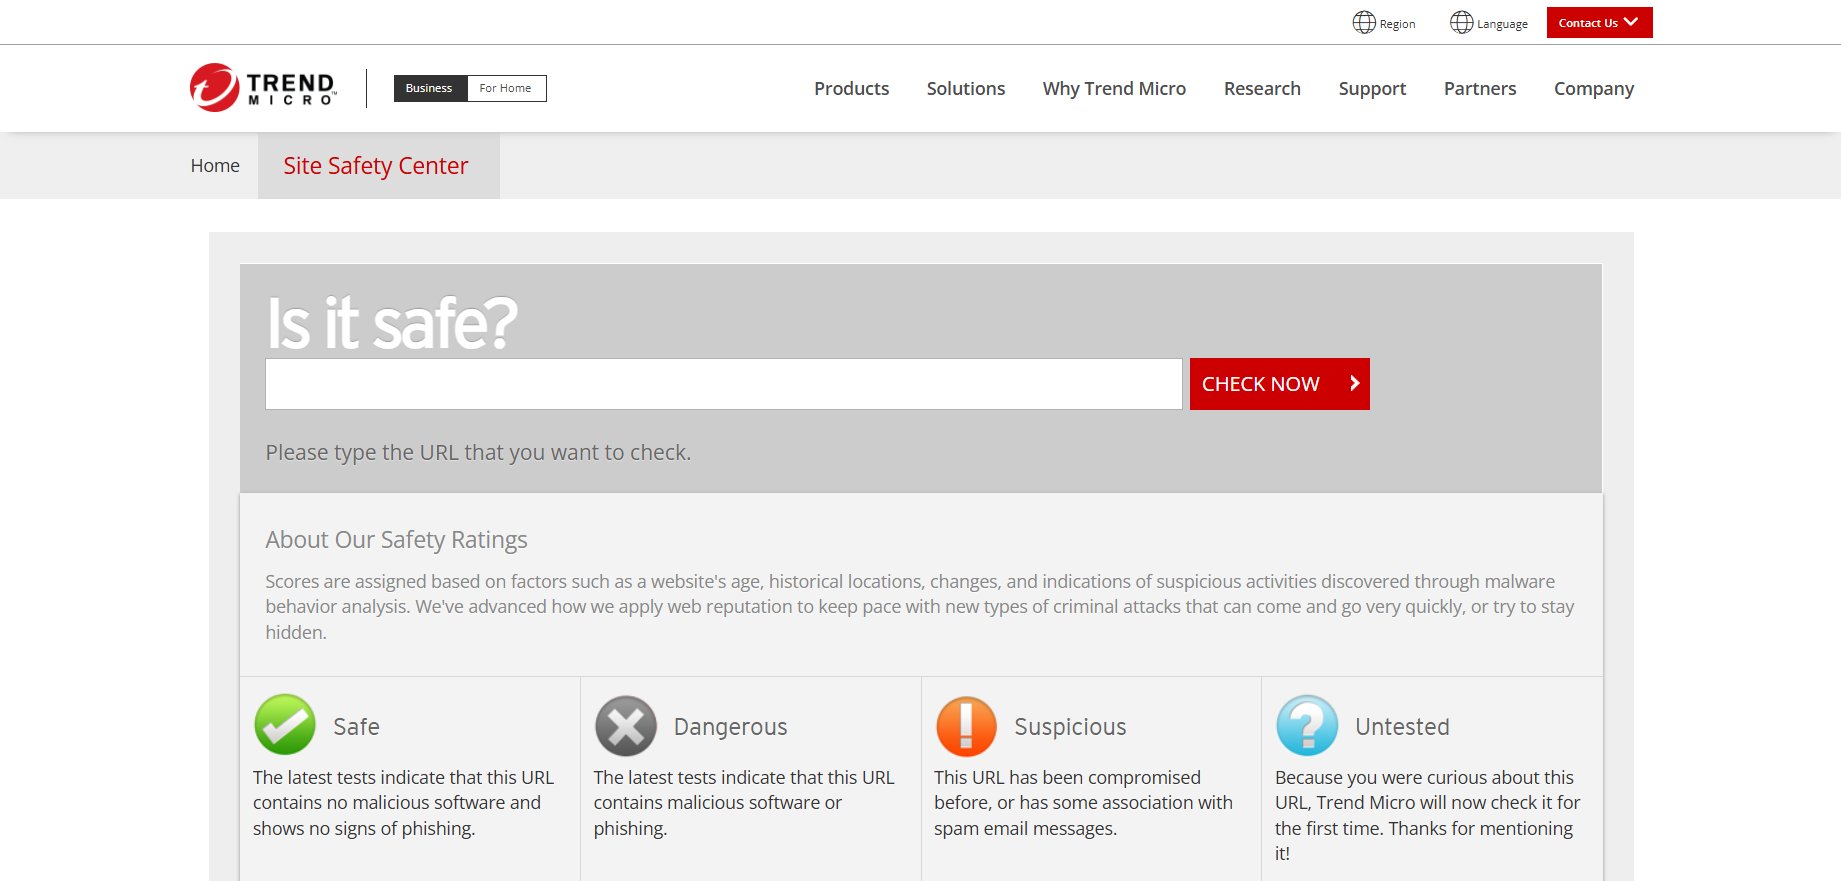 Region
Language
Contact Us
TREND
MICRO™
Business
For Home
Products
Solutions
Why Trend Micro
Research
Support
Partners
Company
Home
Site Safety Center
Is it safe?
CHECK NOW
Please type the URL that you want to check.
About Our Safety Ratings
Scores are assigned based on factors such as a website's age, historical locations, changes, and indications of suspicious activities discovered through malware
behavior analysis. We've advanced how we apply web reputation to keep pace with new types of criminal attacks that can come and go very quickly, or try to stay
hidden.
Safe
The latest tests indicate that this URL
contains no malicious software and
shows no signs of phishing.
Dangerous
The latest tests indicate that this URL
contains malicious software or
phishing.
Suspicious
This URL has been compromised
before, or has some association with
spam email messages.
Untested
Because you were curious about this
URL, Trend Micro will now check it for
the first time. Thanks for mentioning
it!